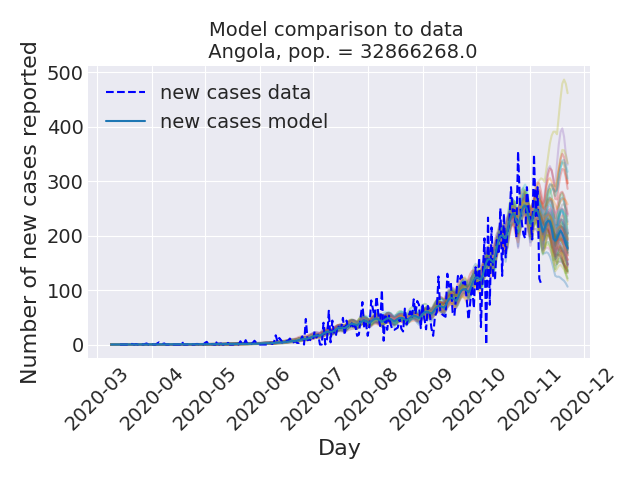 Model comparison to data
Angola, pop. = 32866268.0
Number of new cases reported
500
400
300
200
100
0
new cases data
new cases model
2020-03
2020-04
2020-05
2020-06
2020-07
2020-08
2020-09
2020-10
2020-11
2020-12
Day